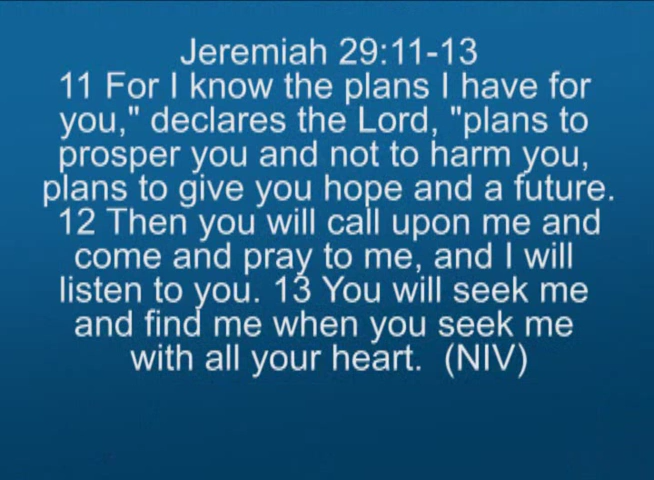 Jeremiah 29:11-13
11 For I know the plans I have for
you," declares the Lord, "plans to
prosper you and not to harm you,
plans to give you hope and a future.
12 Then you will call upon me and
come and pray to me, and I will
listen to you. 13 You will seek me
and find me when you seek me
with all your heart.  (NIV)